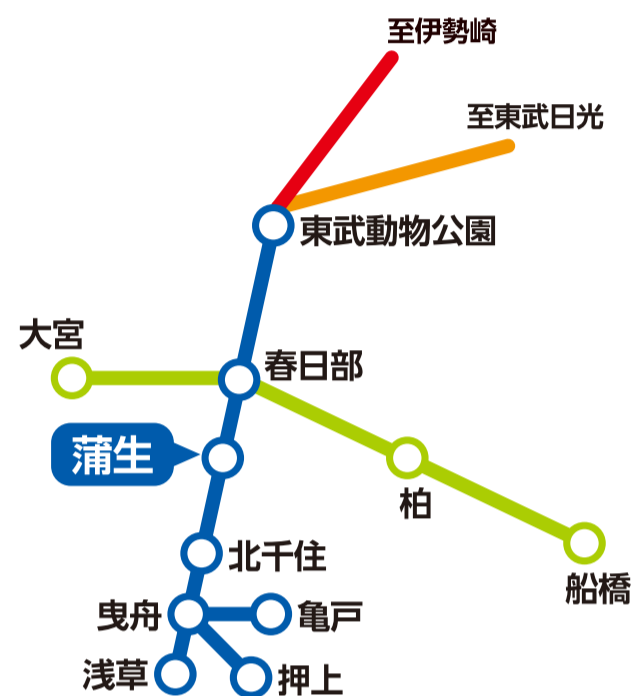 至伊勢崎
至東武日光
東武動物公園
大宮
春日部
蒲生
柏
北千住
船橋
曳舟
亀戸
浅草
押上